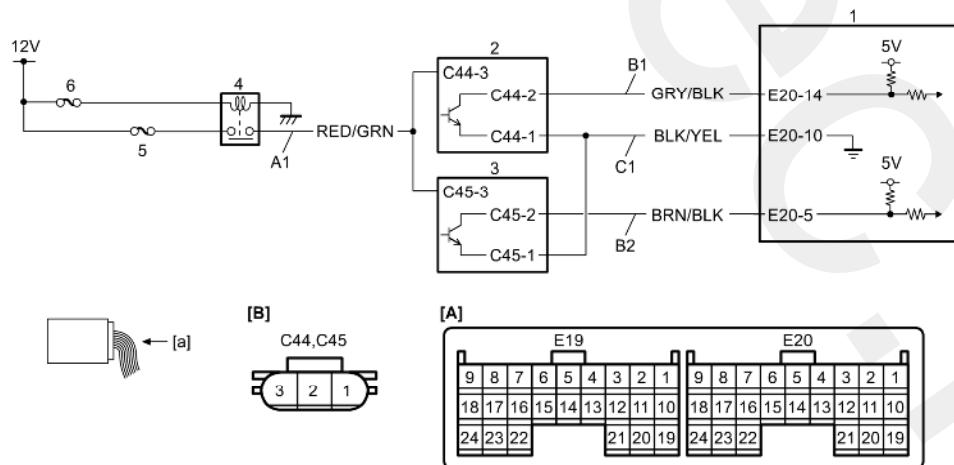 1
12V
5V
2
B1
6
4
C44-3
C44-2
GRY/BLK
E20-14
RED/GRN
C44-1
BLK/YEL
E20-10
5
A1
3
C1
5V
C45-3
C45-2
BRN/BLK
E20-5
B2
C45-1
[a]
[B]
C44,C45
3 2 1
[A]
E19 E20
9 8 7 6 5 4 3 2 1 9 8 7 6 5 4 3 2 1
18 17 16 15 14 13 12 11 10 18 17 16 15 14 13 12 11 10
24 23 22 21 20 19 24 23 22 21 20 19